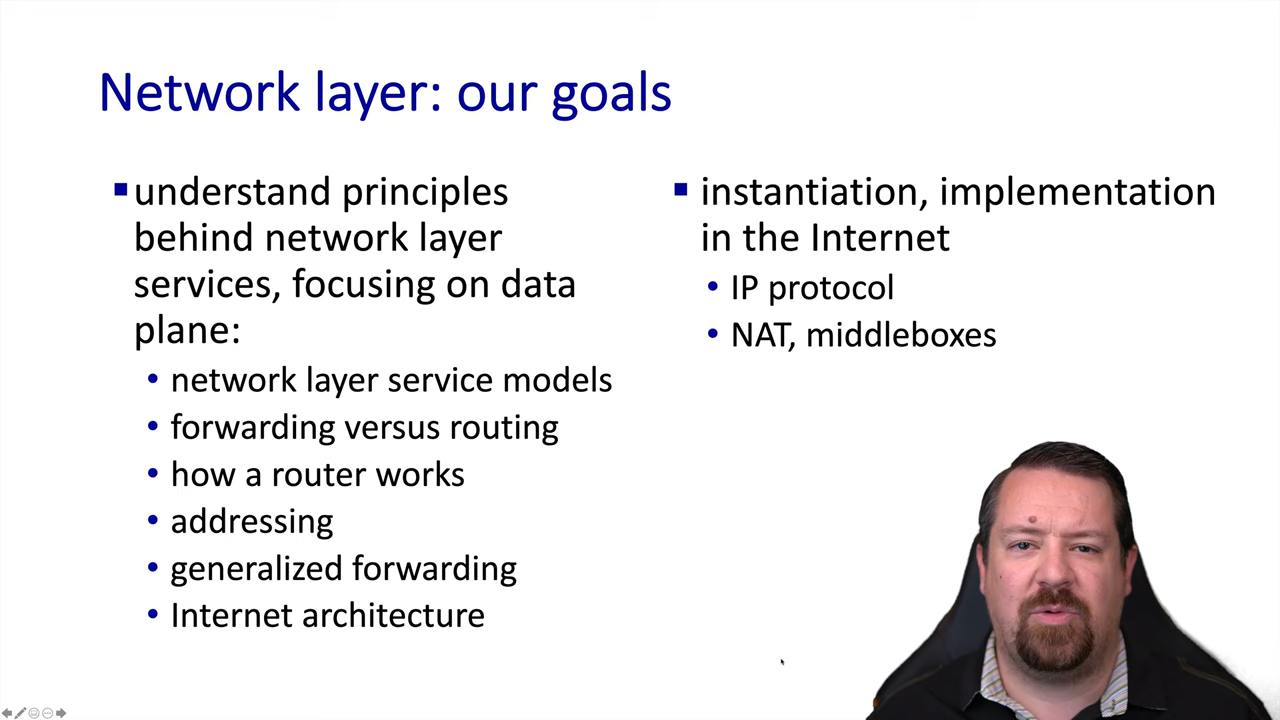 Network layer: our goals
▪understand principles
behind network layer
services, focusing on data
plane:
• network layer service models
• forwarding versus routing
• how a router works
• addressing
• generalized forwarding
• Internet architecture
▪ instantiation, implementation
in the Internet
• IP protocol
• NAT, middleboxes